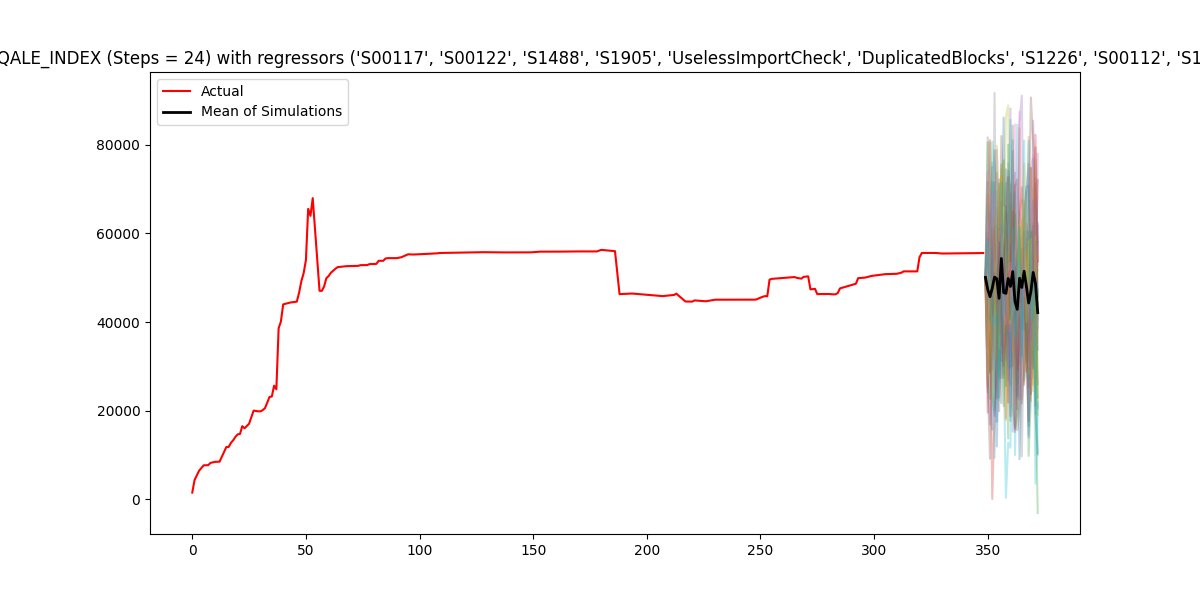 QALE_INDEX (Steps = 24) with regressors ('S00117', 'S00122', 'S1488', 'S1905', 'UselessImportCheck', 'DuplicatedBlocks', 'S1226', 'S00112', 'S1
Actual
Mean of Simulations
80000
60000
40000
20000
0
0 50 100 150 200 250 300 350